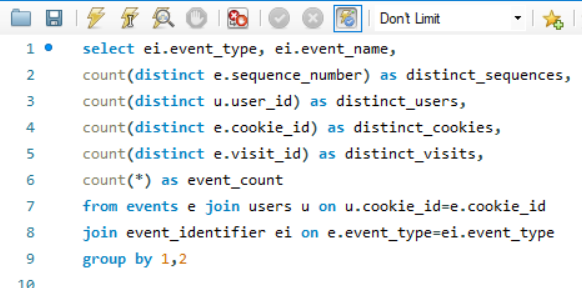 Don't Limit
1 select ei.event_type, ei.event_name,
2 count(distinct e.sequence_number) as distinct_sequences,
3 count(distinct u.user_id) as distinct_users,
4 count(distinct e.cookie_id) as distinct_cookies,
5 count(distinct e.visit_id) as distinct_visits,
6 count(*) as event_count
7 from events e join users u on u.cookie_id=e.cookie_id
8 join event_identifier ei on e.event_type=ei.event_type
9 group by 1,2
10